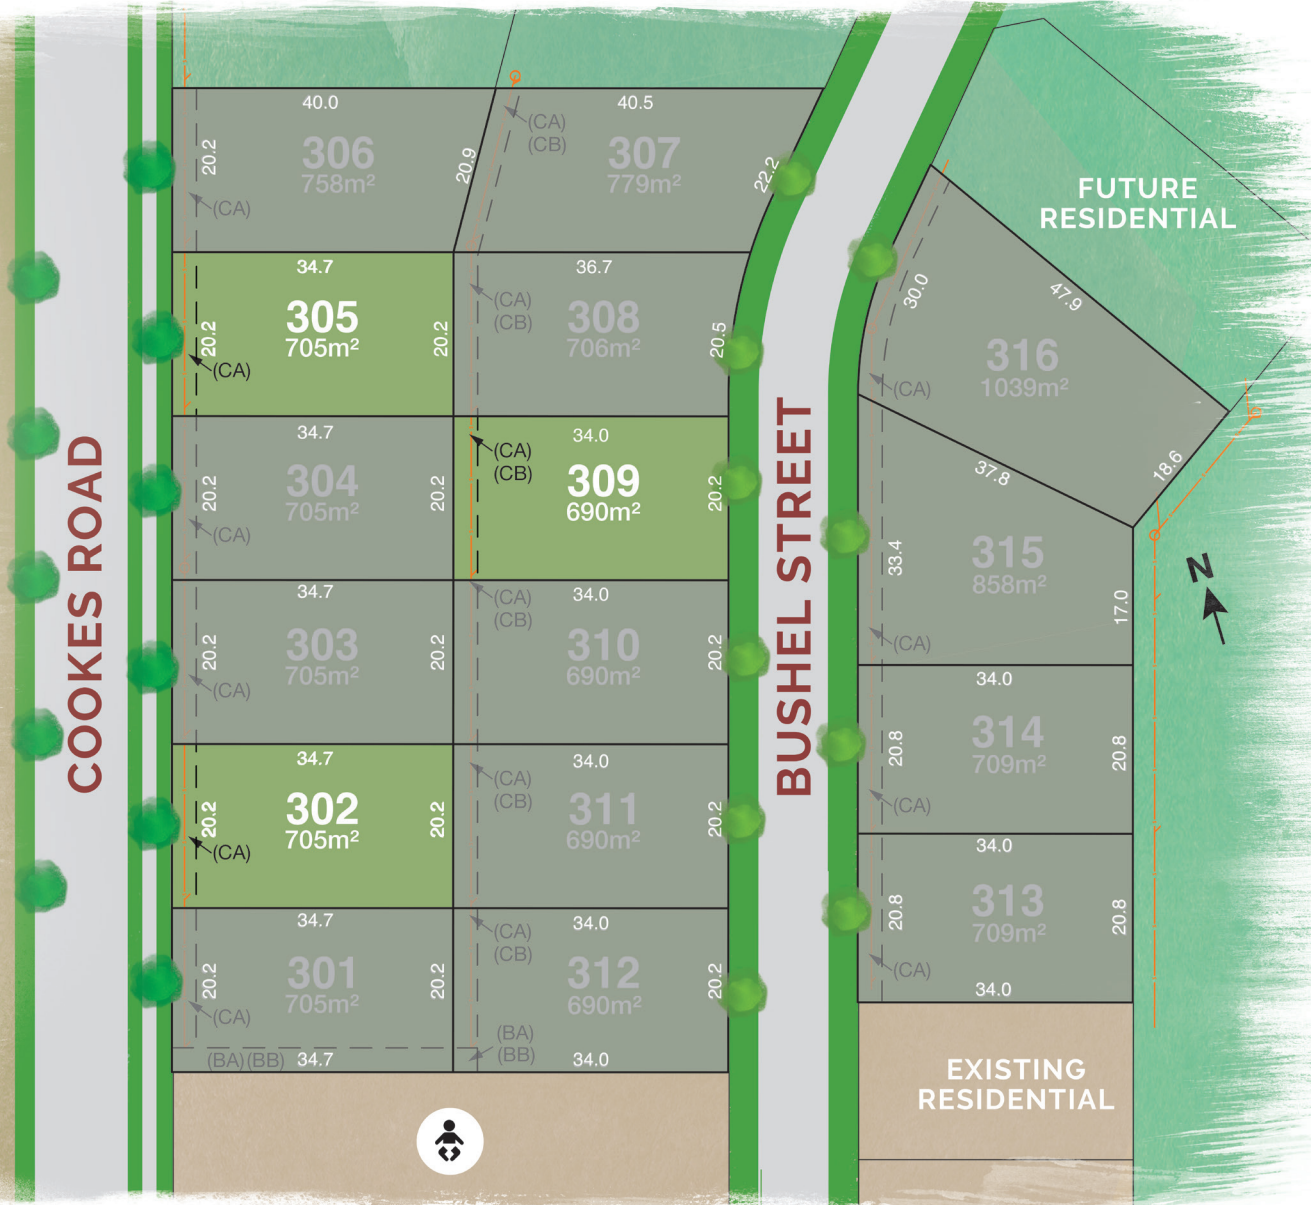 40.0
306
758m²
20.2
(CA)
20.9
40.5
307
779m²
(CA)
(CB)
22.2
34.7
305
705m²
20.2
20.2
(CA)
36.7
308
706m²
(CA)
(CB)
20.5
34.7
304
705m²
20.2
20.2
(CA)
34.0
309
690m²
(CA)
(CB)
20.2
34.7
303
705m²
20.2
20.2
(CA)
34.0
310
690m²
(CA)
(CB)
20.2
34.7
302
705m²
20.2
20.2
(CA)
34.0
311
690m²
(CA)
(CB)
20.2
34.7
301
705m²
20.2
20.2
(CA)
(BA)(BB)
34.7
34.0
312
690m²
(CA)
(CB)
20.2
(BA)
(BB)
34.0
COOKES ROAD
BUSHEL STREET
FUTURE
RESIDENTIAL
47.9
30.0
316
1039m²
(CA)
18.6
37.8
315
858m²
33.4
17.0
(CA)
N
34.0
314
709m²
20.8
20.8
(CA)
34.0
313
709m²
20.8
20.8
(CA)
34.0
EXISTING
RESIDENTIAL